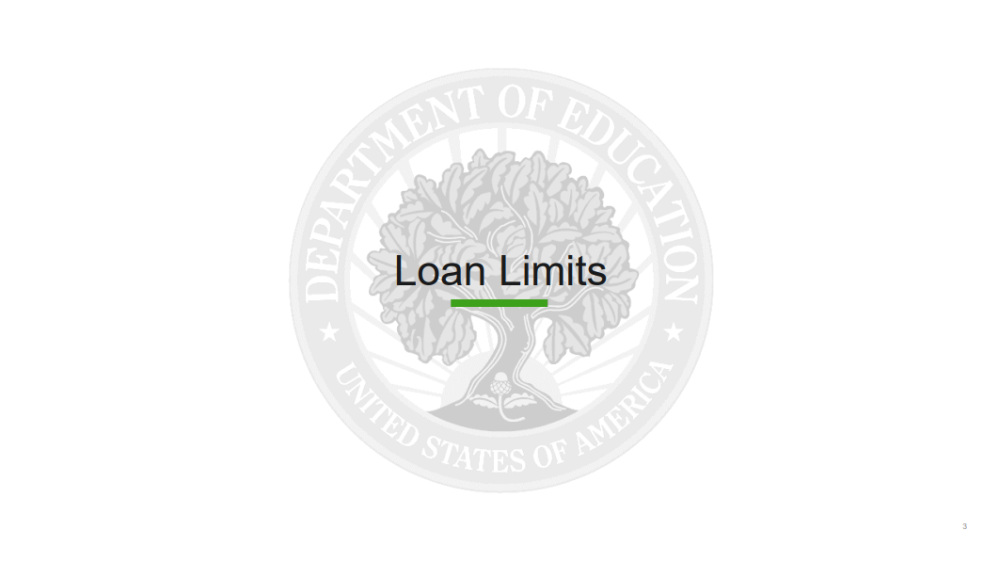 DEPARTMENT OF EDUCATION
Loan Limits
UNITED STATES OF AMERICA
3